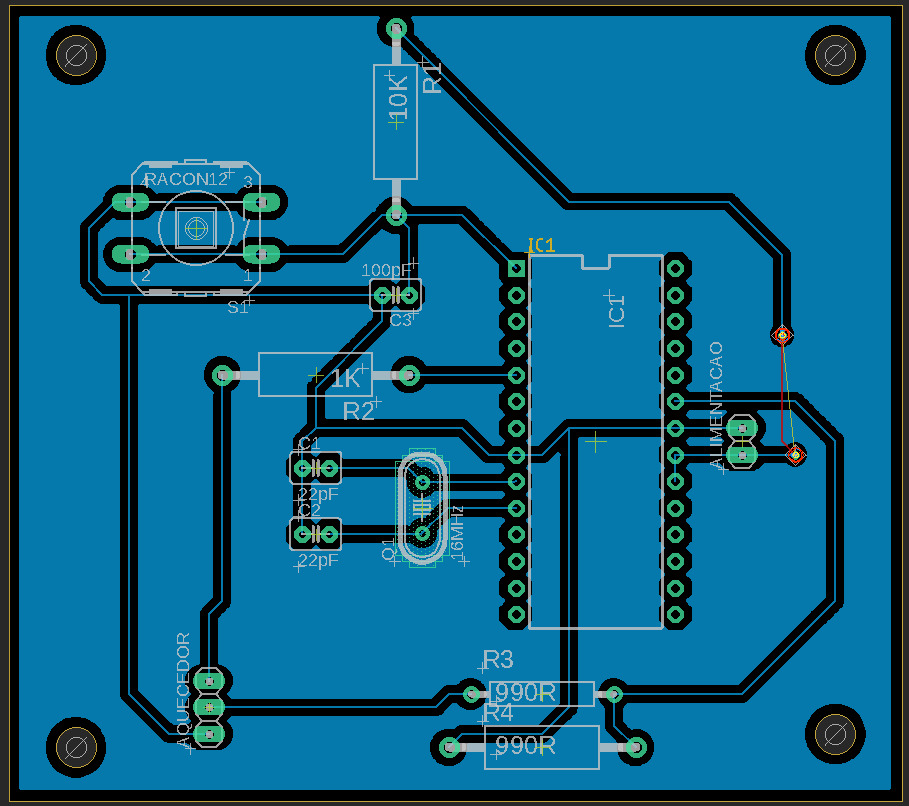 R1
10K
RACON12
4
3
2
1
S1
100pF
C3
IC1
IC1
1K
R2
ALIMENTACAO
C1
22pF
C2
22pF
Q1
16MHz
AQUECEDOR
R3
990R
R4
990R